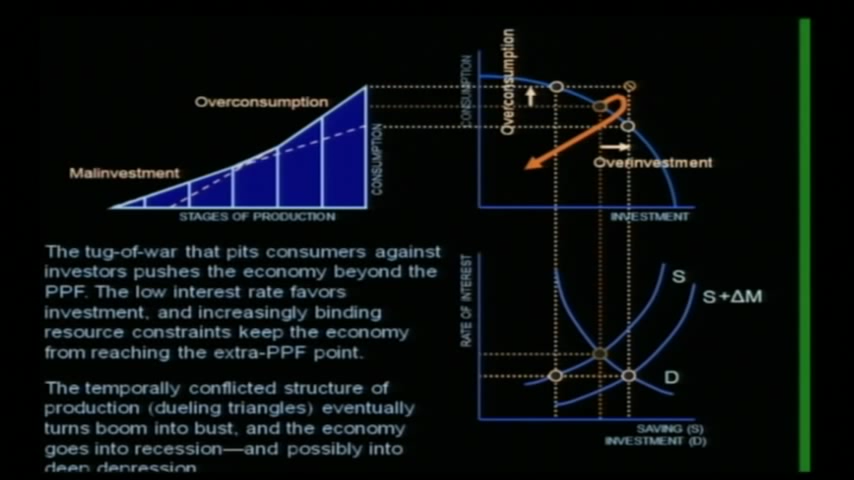 Overconsumption
Malinvestment
STAGES OF PRODUCTION
CONSUMPTION
CONSUMPTION
Overconsumption
Overinvestment
INVESTMENT
The tug-of-war that pits consumers against
investors pushes the economy beyond the
PPF. The low interest rate favors
investment, and increasingly binding
resource constraints keep the economy
from reaching the extra-PPF point.
The temporally conflicted structure of
production (dueling triangles) eventually
turns boom into bust, and the economy
goes into recession—and possibly into
deep depression.
RATE OF INTEREST
S
S+ΔM
D
SAVING (S)
INVESTMENT (D)